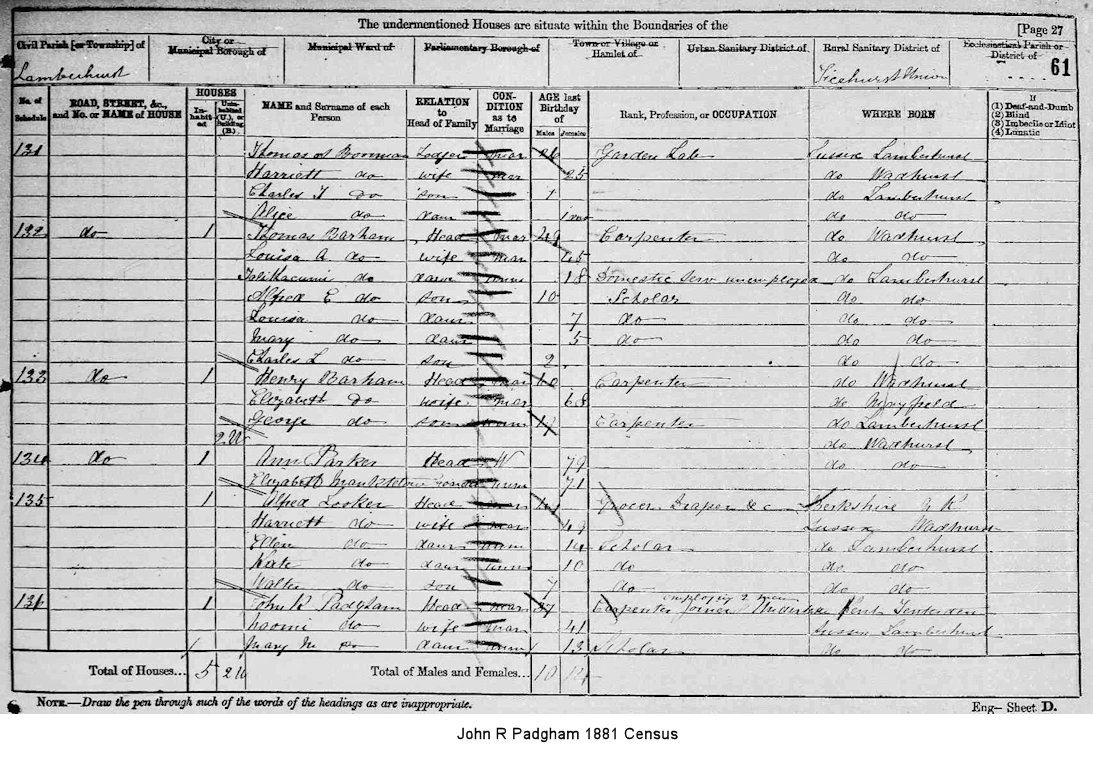 The undermentioned Houses are situate within the Boundaries of the
[Page 27
Civil Parish [or Township] of
City or Municipal Borough of
Municipal Ward of
Parliamentary Borough of
Town or Village or Hamlet of
Urban Sanitary District of
Rural Sanitary District of
Ecclesiastical Parish or District of
Lamberhurst
Ticehurst Union
61
No. of Schedule
ROAD, STREET, &c., and No. or NAME of HOUSE
HOUSES
In-habit-ed
Unin-habited (U.), or Building (B.)
NAME and Surname of each Person
RELATION to Head of Family
CON-DITION as to Marriage
AGE last Birthday of
Males
Females
Rank, Profession, or OCCUPATION
WHERE BORN
If
(1) Deaf-and-Dumb
(2) Blind
(3) Imbecile or Idiot
(4) Lunatic
131 Thomas Bowman Lodger mar 26 Garden Lab Sussex Lamberhurst
Harriett do wife mar 25 do Wadhurst
Charles T do son 1 do Lamberhurst
Alice do daur 1 mo do do
132 do 1 Thomas Barham Head mar 49 Carpenter do Wadhurst
Louisa A. do wife mar 45 do do
do daur unm 18 Domestic Serv unemployed do Lamberhurst
Alfred E do son 10 Scholar do do
Louisa do daur 7 do do do
Mary do daur 5 do do do
Charles L do son 2 do do
133 do 1 Henry Barham Head mar 60 Carpenter do Wadhurst
Elizabeth do wife mar 68 do Mayfield
George do son unm 19 Carpenter do Lamberhurst
2 U do Wadhurst
134 do 1 Ann Parker Head W 79 do do
Elizabeth unm 71
135 1 Alfred Looker Head mar Grocer Draper &c Berkshire N K
Harriett do wife mar 49 Sussex Wadhurst
Ellen do daur unm 14 Scholar do Lamberhurst
Kate do daur unm 10 do do do
Walter do son 7 do do do
employing 2 men
136 1 John R Padgham Head mar 37 Carpenter Joiner Undertaker Kent Tenterden
Naomi do wife mar 41 Sussex Lamberhurst
Mary M do daur unm 13 Scholar do do
Total of Houses... 5 2 U
Total of Males and Females... 10 14
NOTE.—Draw the pen through such of the words of the headings as are inappropriate.
Eng— Sheet D.
John R Padgham 1881 Census